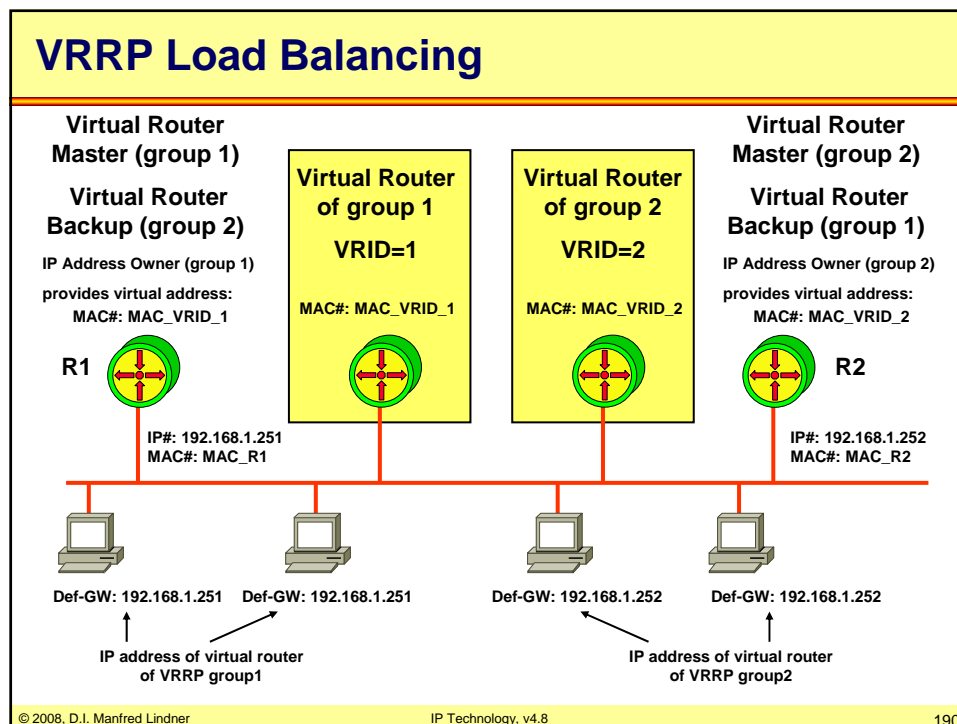 VRRP Load Balancing
Virtual Router
Master (group 1)
Virtual Router
Backup (group 2)
IP Address Owner (group 1)
provides virtual address:
MAC#: MAC_VRID_1
R1
IP#: 192.168.1.251
MAC#: MAC_R1
Virtual Router
of group 1
VRID=1
MAC#: MAC_VRID_1
Virtual Router
of group 2
VRID=2
MAC#: MAC_VRID_2
Virtual Router
Master (group 2)
Virtual Router
Backup (group 1)
IP Address Owner (group 2)
provides virtual address:
MAC#: MAC_VRID_2
R2
IP#: 192.168.1.252
MAC#: MAC_R2
Def-GW: 192.168.1.251
Def-GW: 192.168.1.251
Def-GW: 192.168.1.252
Def-GW: 192.168.1.252
IP address of virtual router
of VRRP group1
IP address of virtual router
of VRRP group2
© 2008, D.I. Manfred Lindner
IP Technology, v4.8
190